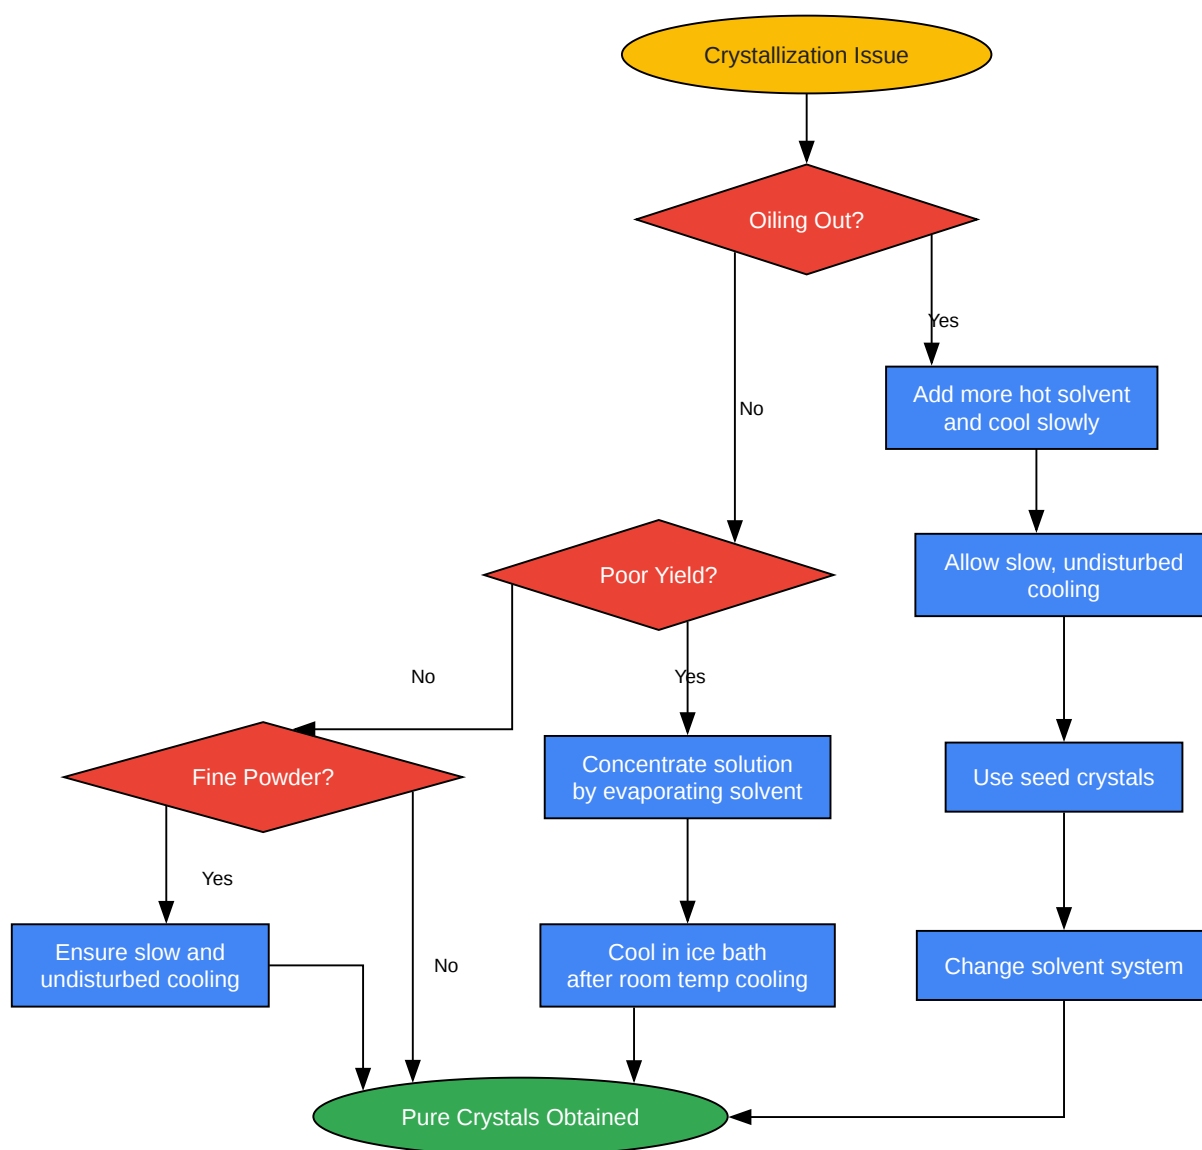 Crystallization Issue
Oiling Out?
Yes
No
Add more hot solvent
and cool slowly
Allow slow, undisturbed
cooling
Poor Yield?
No
Yes
Fine Powder?
Concentrate solution
by evaporating solvent
Use seed crystals
Yes
No
Ensure slow and
undisturbed cooling
Cool in ice bath
after room temp cooling
Change solvent system
Pure Crystals Obtained